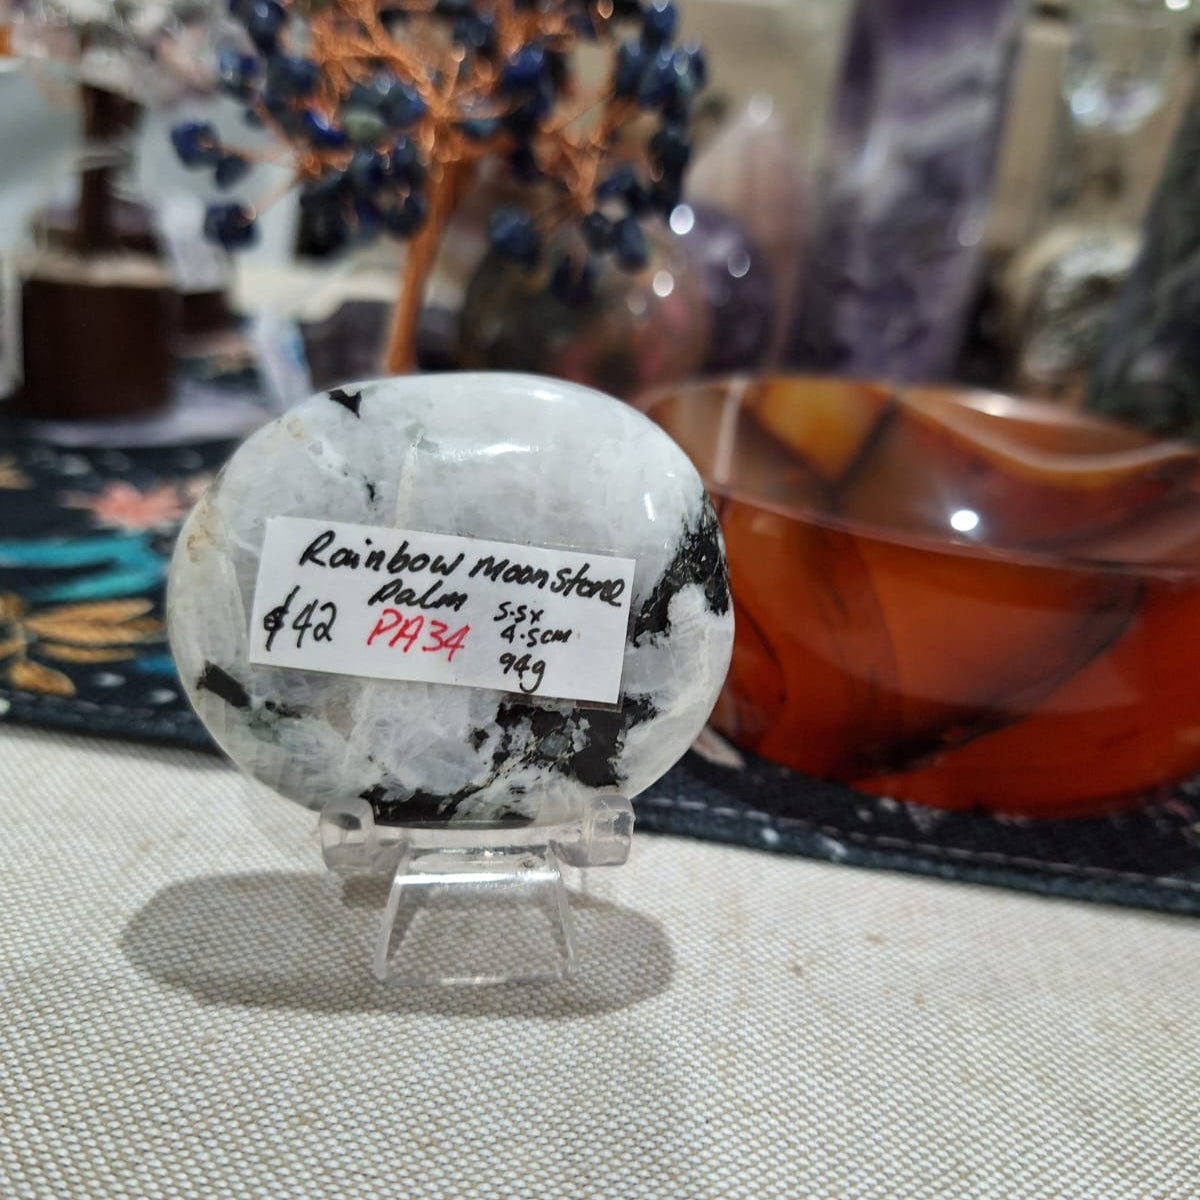 Rainbow Moonstone
Palm
$42 PA34
5.5x
4.5cm
94g